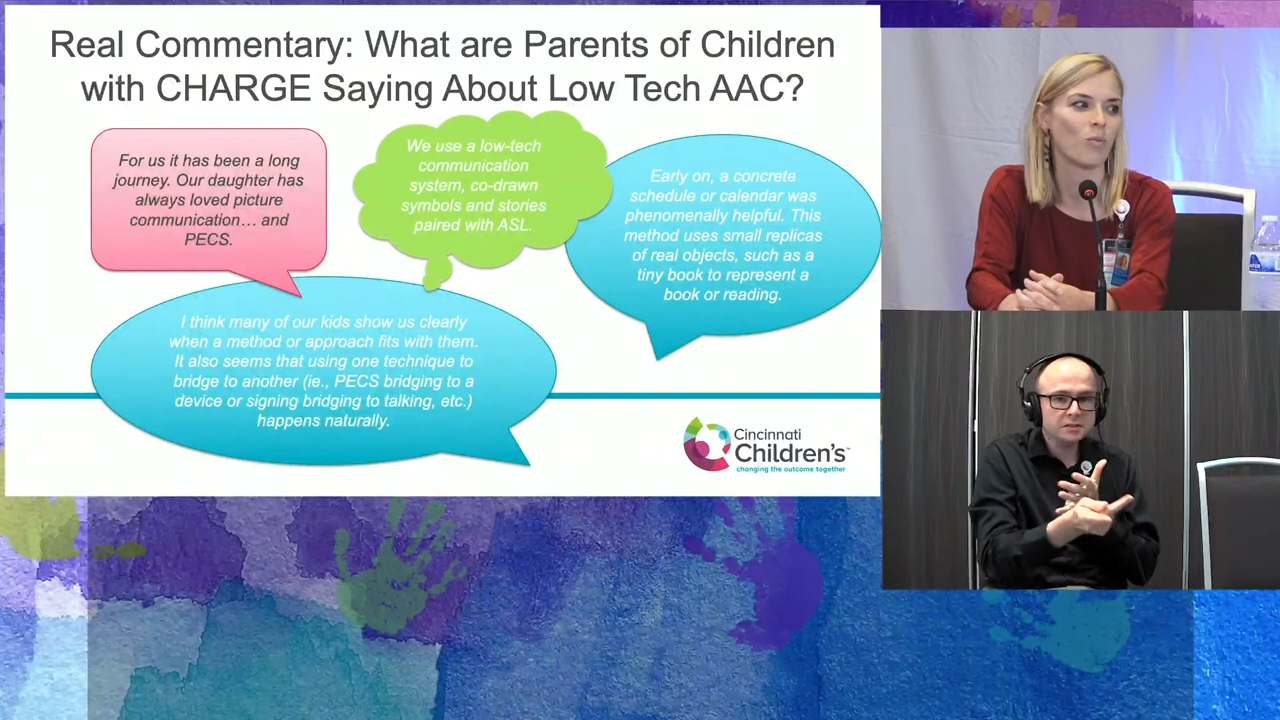 Real Commentary: What are Parents of Children
with CHARGE Saying About Low Tech AAC?
For us it has been a long
journey. Our daughter has
always loved picture
communication… and
PECS.
We use a low-tech
communication
system, co-drawn
symbols and stories
paired with ASL.
Early on, a concrete
schedule or calendar was
phenomenally helpful. This
method uses small replicas
of real objects, such as a
tiny book to represent a
book or reading.
I think many of our kids show us clearly
when a method or approach fits with them.
It also seems that using one technique to
bridge to another (ie., PECS bridging to a
device or signing bridging to talking, etc.)
happens naturally.
Cincinnati
Children's™
changing the outcome together